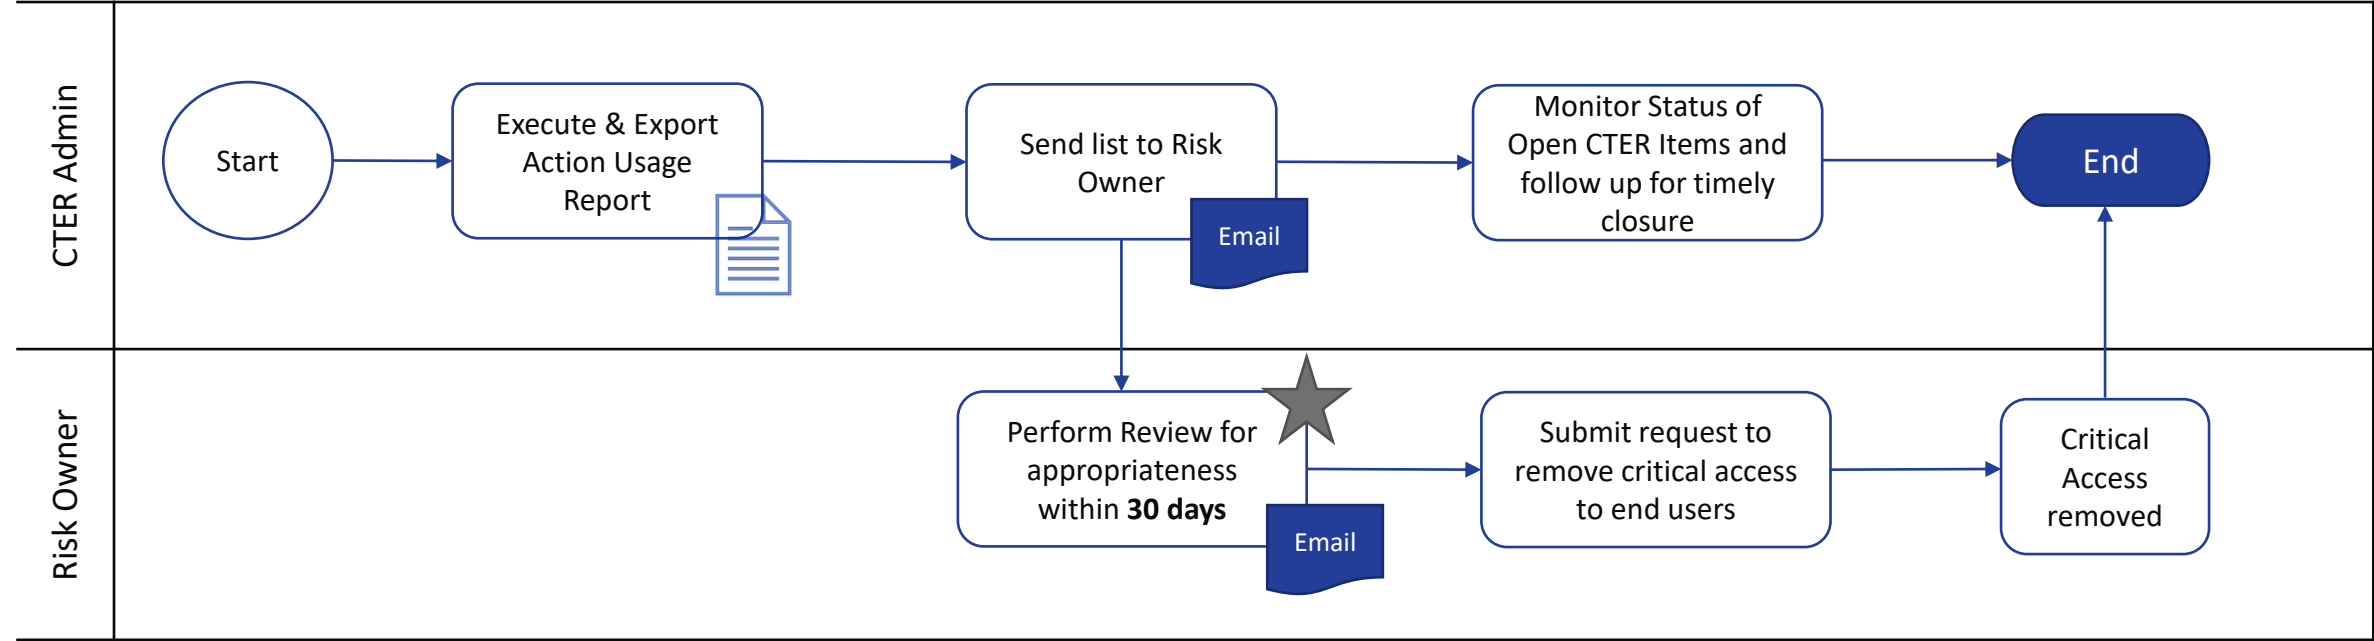 CTER Admin
Start
Execute & Export
Action Usage
Report
Send list to Risk
Owner
Email
Monitor Status of
Open CTER Items and
follow up for timely
closure
End
Risk Owner
Perform Review for
appropriateness
within 30 days
Email
Submit request to
remove critical access
to end users
Critical
Access
removed